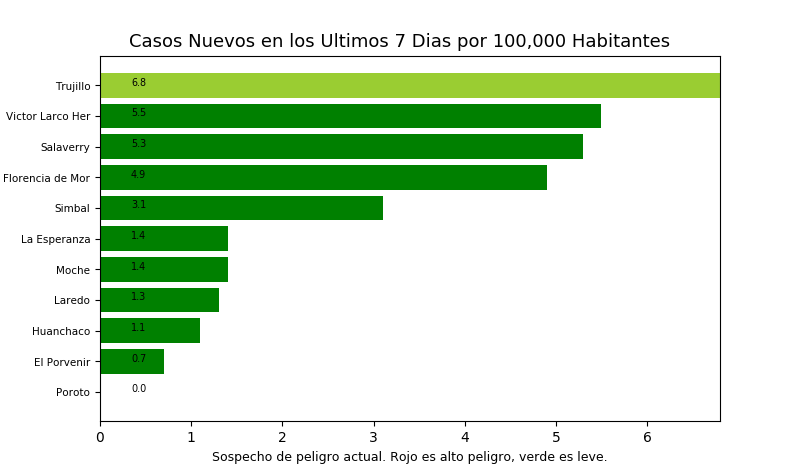 Casos Nuevos en los Ultimos 7 Dias por 100,000 Habitantes
Trujillo 6.8
Victor Larco Her 5.5
Salaverry 5.3
Florencia de Mor 4.9
Simbal 3.1
La Esperanza 1.4
Moche 1.4
Laredo 1.3
Huanchaco 1.1
El Porvenir 0.7
Poroto 0.0
0 1 2 3 4 5 6
Sospecho de peligro actual. Rojo es alto peligro, verde es leve.